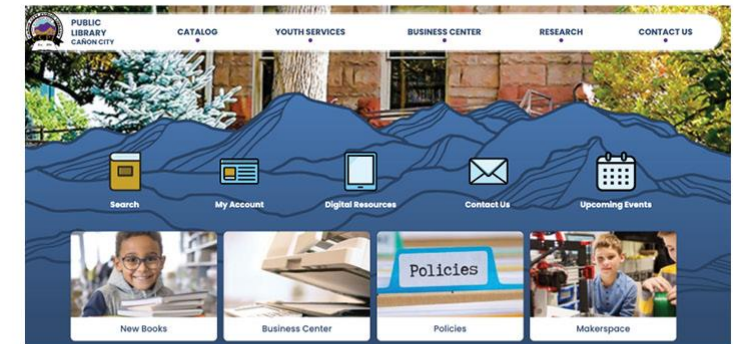 PUBLIC
LIBRARY
CAÑON CITY
CATALOG
YOUTH SERVICES
BUSINESS CENTER
RESEARCH
CONTACT US
Search
My Account
Digital Resources
Contact Us
Upcoming Events
Policies
New Books
Business Center
Policies
Makerspace